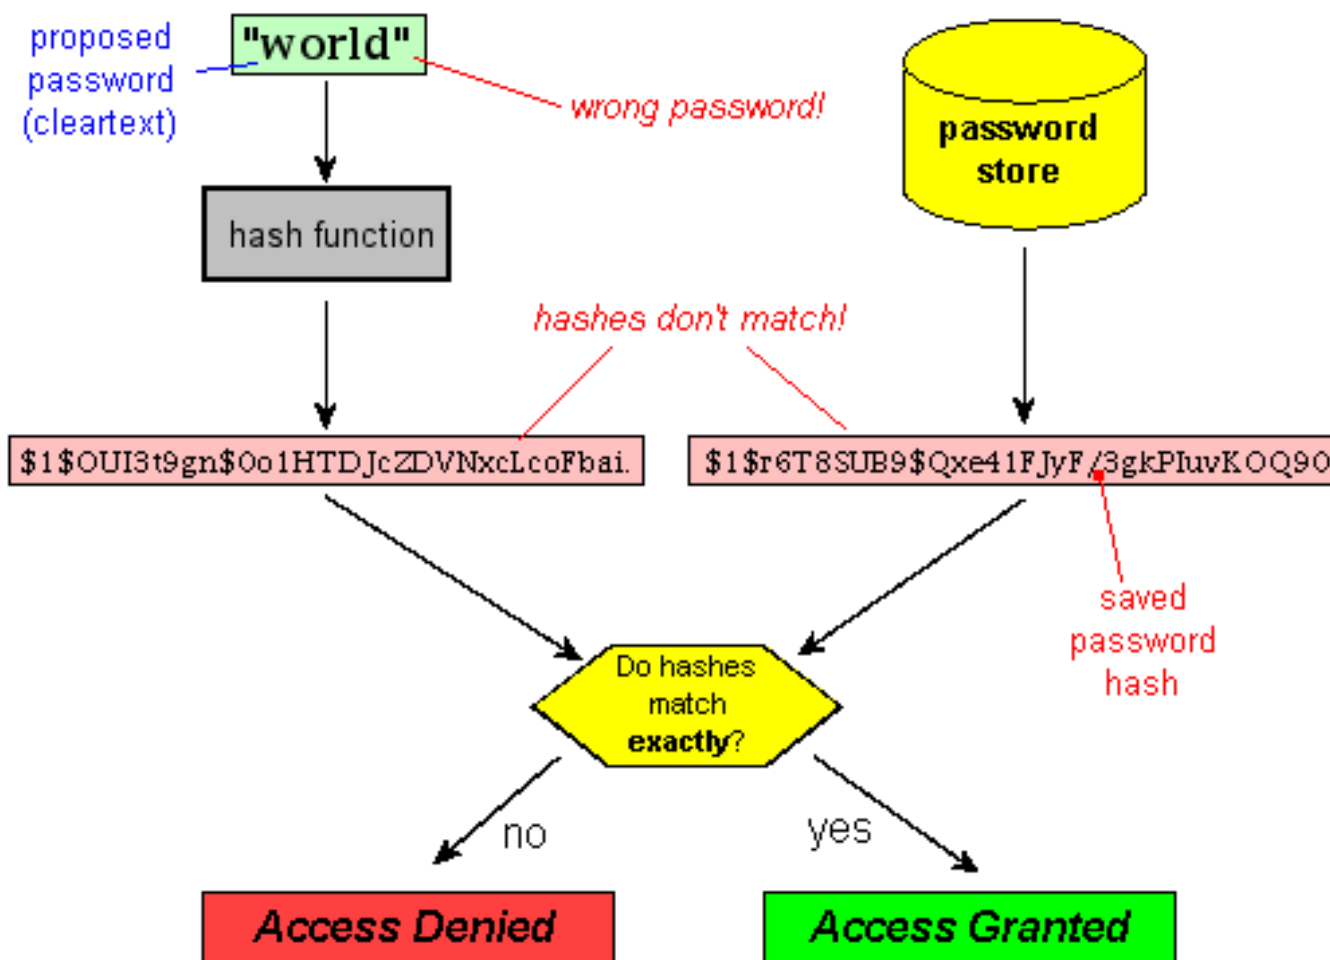 proposed
password
(cleartext)
"world"
wrong password!
password
store
hash function
hashes don't match!
$1$OUI3t9gn$0o1HTDJcZDVNxcLcoFbai.
$1$r6T8SUB9$Qxe41FJyF/3gkPIuvKOQ90
saved
password
hash
Do hashes
match
exactly?
no
yes
Access Denied
Access Granted